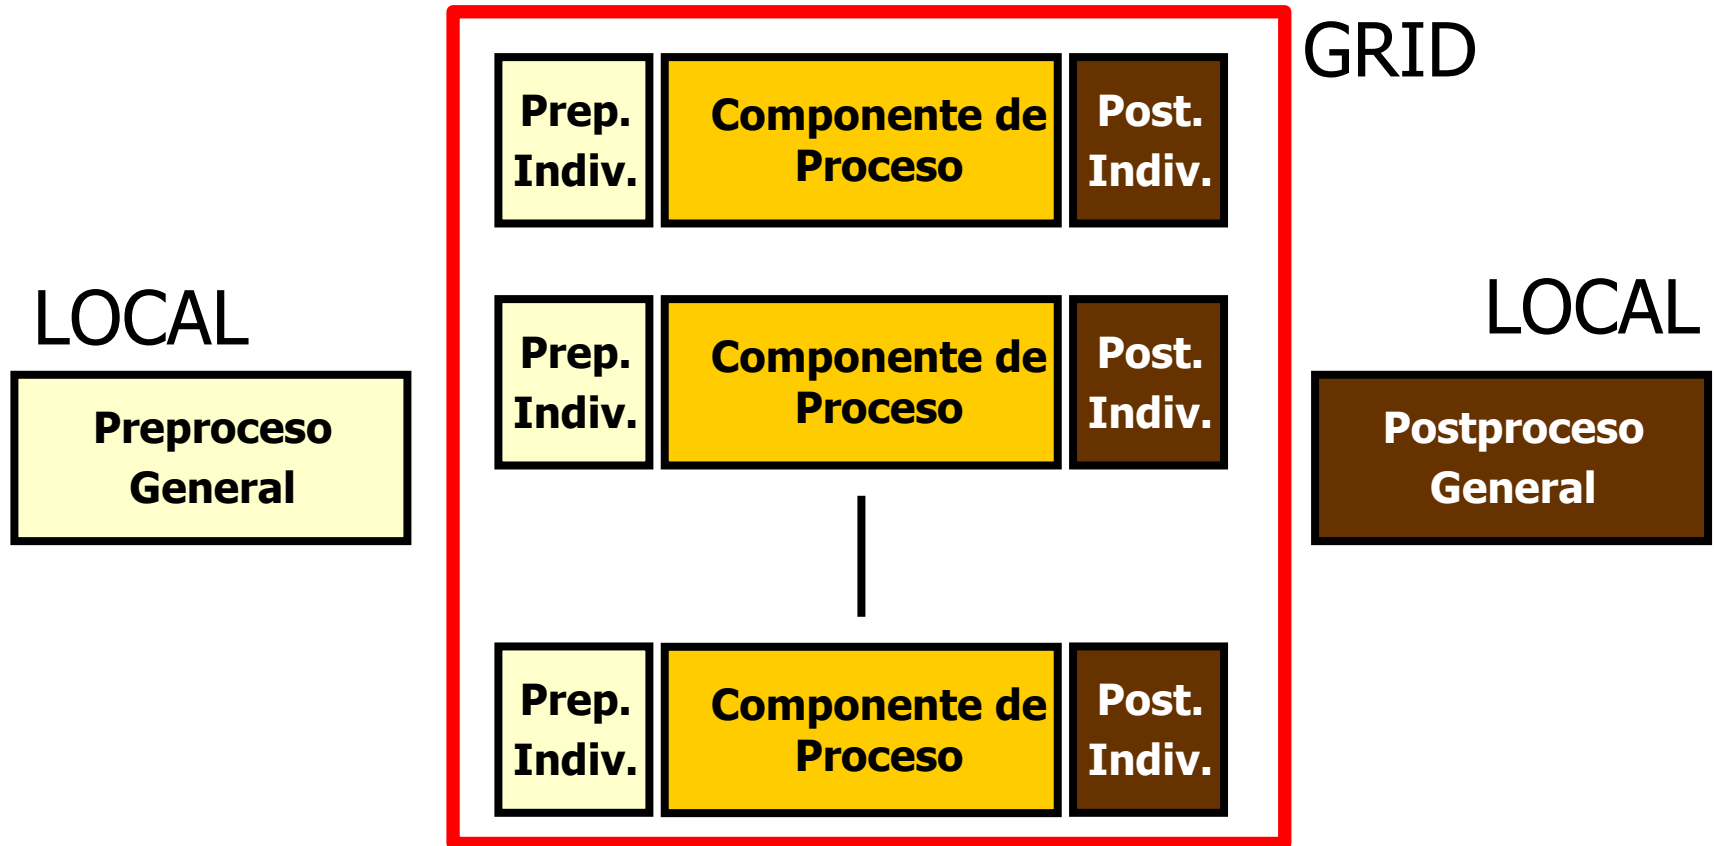 GRID
Prep.
Indiv.
Componente de
Proceso
Post.
Indiv.
LOCAL
Preproceso
General
Prep.
Indiv.
Componente de
Proceso
Post.
Indiv.
LOCAL
Postproceso
General
Prep.
Indiv.
Componente de
Proceso
Post.
Indiv.